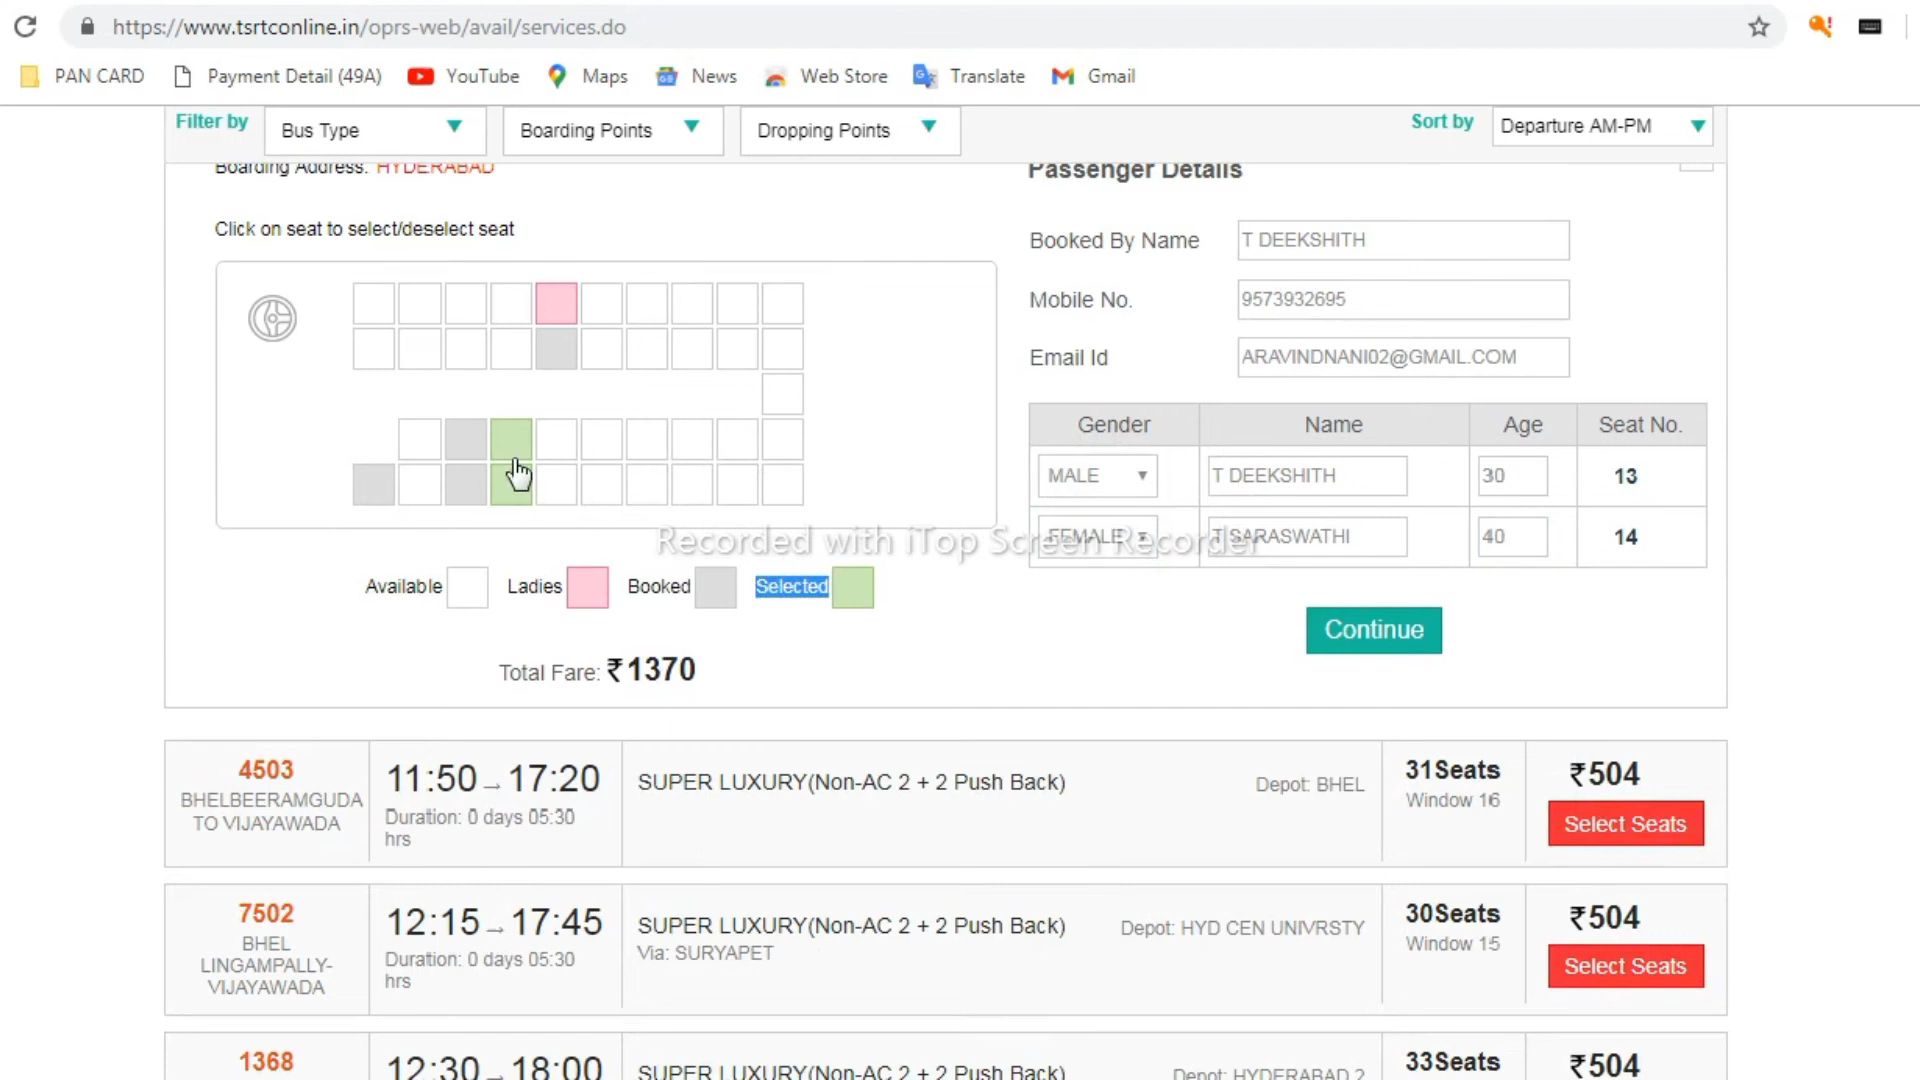 https://www.tsrtconline.in/oprs-web/avail/services.do
PAN CARD Payment Detail (49A) YouTube Maps News Web Store Translate Gmail
Filter by Bus Type Boarding Points Dropping Points Sort by Departure AM-PM
Boarding Address: HYDERABAD
Passenger Details
Click on seat to select/deselect seat
Booked By Name T DEEKSHITH
Mobile No. 9573932695
Email Id ARAVINDNANI02@GMAIL.COM
Gender Name Age Seat No.
MALE T DEEKSHITH 30 13
FEMALE T SARASWATHI 40 14
Recorded with iTop Screen Recorder
Available Ladies Booked Selected
Continue
Total Fare: ₹1370
4503
BHELBEERAMGUDA
TO VIJAYAWADA
11:50→17:20
Duration: 0 days 05:30
hrs
SUPER LUXURY(Non-AC 2 + 2 Push Back)
Depot: BHEL
31Seats
Window 16
₹504
Select Seats
7502
BHEL
LINGAMPALLY-
VIJAYAWADA
12:15→17:45
Duration: 0 days 05:30
hrs
SUPER LUXURY(Non-AC 2 + 2 Push Back)
Via: SURYAPET
Depot: HYD CEN UNIVRSTY
30Seats
Window 15
₹504
Select Seats
1368
12:30→18:00
SUPER LUXURY(Non-AC 2 + 2 Push Back)
Depot: HYDERABAD 2
33Seats
₹504